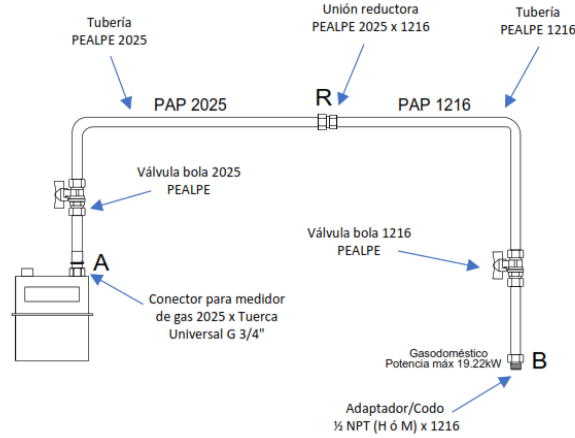 Tubería
PEALPE 2025
Unión reductora
PEALPE 2025 x 1216
Tubería
PEALPE 1216
PAP 2025
R
PAP 1216
Válvula bola 2025
PEALPE
Válvula bola 1216
PEALPE
A
Conector para medidor
de gas 2025 x Tuerca
Universal G 3/4"
Gasodoméstico
Potencia máx 19.22kW
B
Adaptador/Codo
½ NPT (H ó M) x 1216